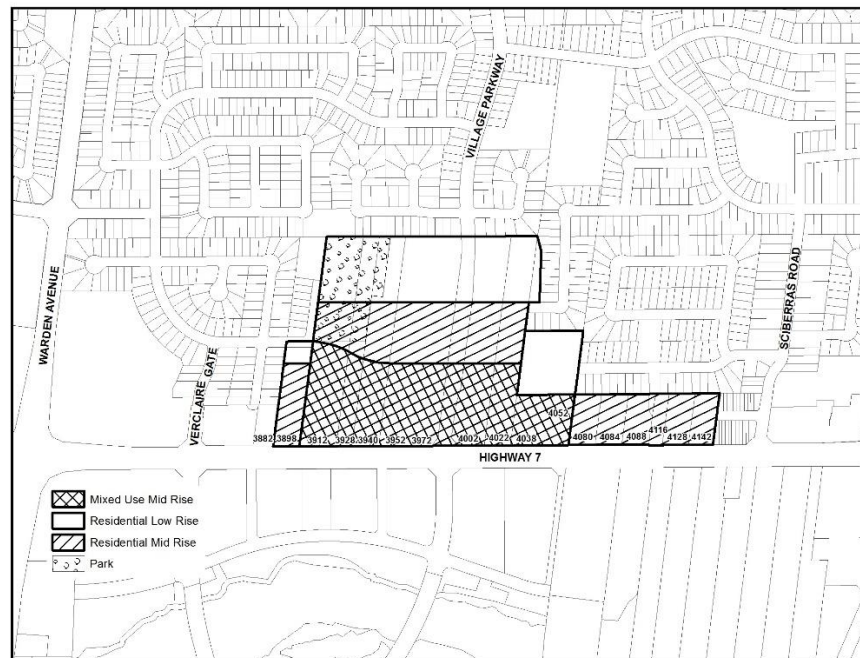 VILLAGE PARKWAY
WARDEN AVENUE
SCIBERRAS ROAD
VERCLAIRE GATE
4052
4116
3882 3898 3912 3928 3940 3952 3972 4002 4022 4038 4080 4084 4088 4128 4142
HIGHWAY 7
Mixed Use Mid Rise
Residential Low Rise
Residential Mid Rise
Park